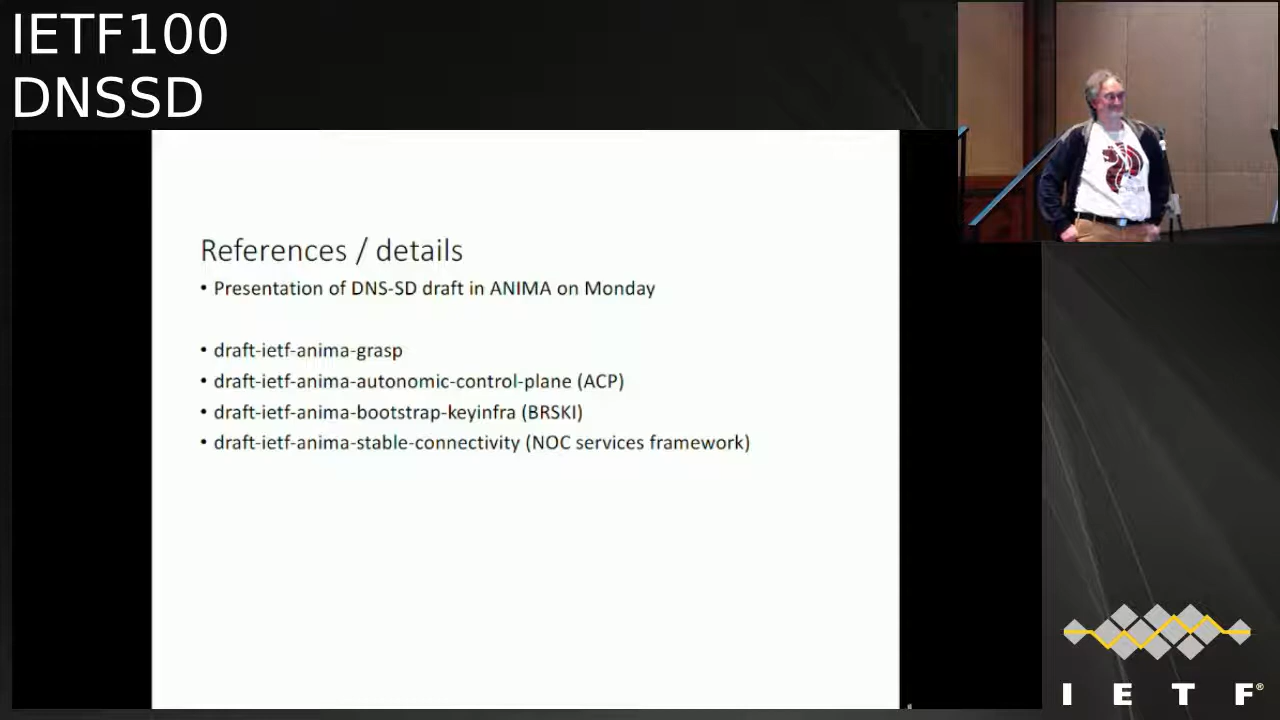 IETF100
DNSSD
References / details
• Presentation of DNS-SD draft in ANIMA on Monday
• draft-ietf-anima-grasp
• draft-ietf-anima-autonomic-control-plane (ACP)
• draft-ietf-anima-bootstrap-keyinfra (BRSKI)
• draft-ietf-anima-stable-connectivity (NOC services framework)
I E T F®